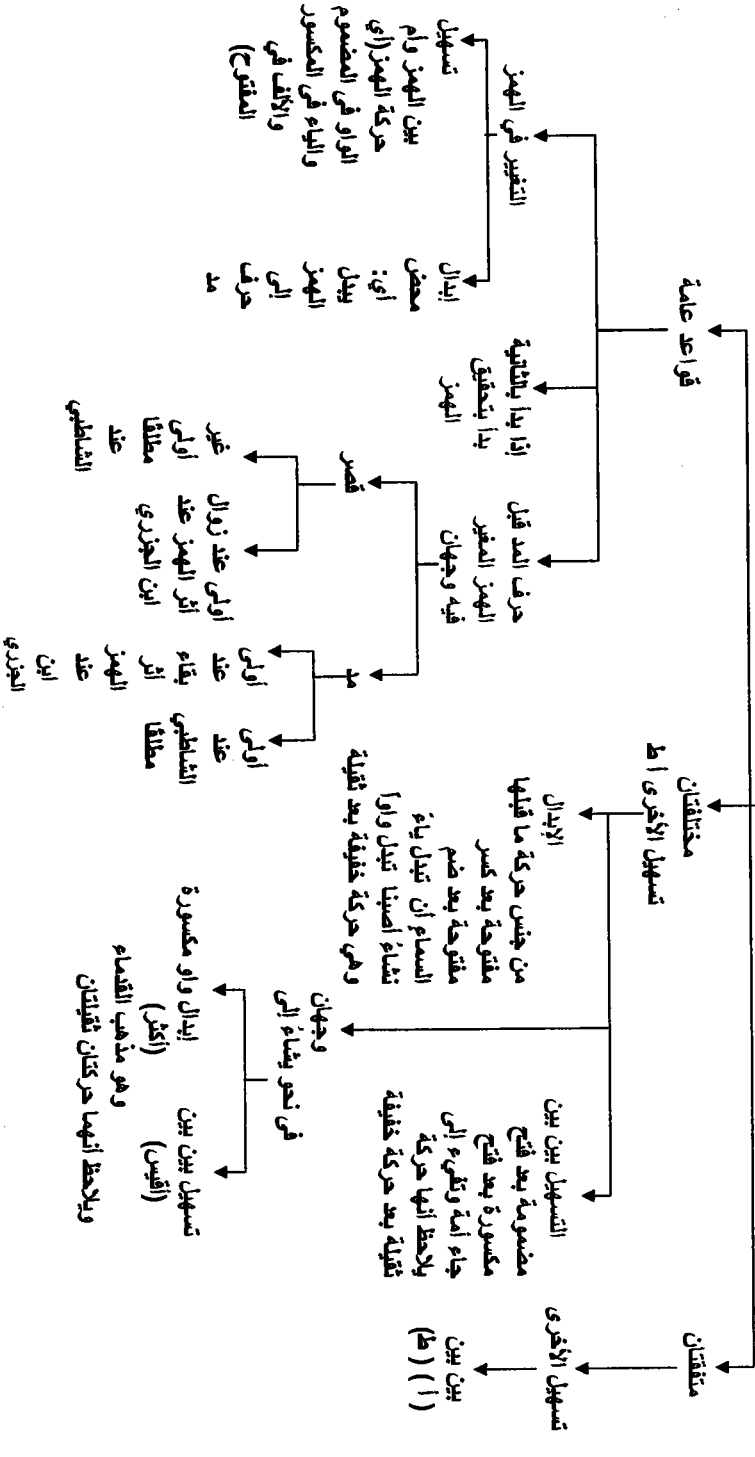 قواعد عامة
التغيير في الهمز
تسهيل
بين الهمز وأم
حركة الهمز(أي
الواو في المضموم
والياء في المكسور
والألف في
المفتوح)
إبدال
محض
أي:
يبدل
الهمز
إلى
حرف
مد
إذا بدأ بالثانية
بدأ بتحقيق
الهمز
حرف المد قبل
الهمز المغير
فيه وجهان
قصر
غير
أولى
مطلقا
عند
الشاطبي
أولى عند زوال
أثر الهمز عند
ابن الجزري
مد
أولى
عند
بقاء
أثر
الهمز
عند
ابن
الجزري
أولى
عند
الشاطبي
مطلقا
مختلفتان
تسهيل الأخرى أ ط
الإبدال
من جنس حركة ما قبلها
مفتوحة بعد كسر
مفتوحة بعد ضم
السماءِ أن تبدل ياءً
نشاءُ أصبنا تبدل واواً
وهي حركة خفيفة بعد ثقيلة
وجهان
في نحو يشاءُ إلى
إبدال واو مكسورة
(أكثر)
وهو مذهب القدماء
تسهيل بين بين
(أقيس)
ويلاحظ أنهما حركتان ثقيلتان
التسهيل بين بين
مضمومة بعد فتح
مكسورة بعد فتح
جاء أمة وتفيء إلى
يلاحظ أنها حركة
ثقيلة بعد حركة خفيفة
متفقتان
تسهيل الأخرى
بين بين
(أ) (ط)